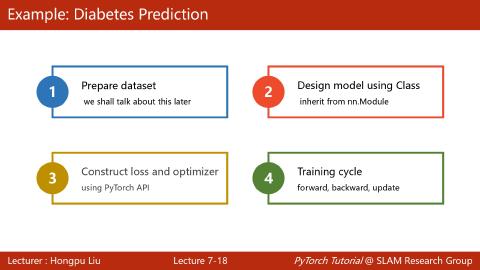 Example: Diabetes Prediction
1
Prepare dataset
we shall talk about this later
2
Design model using Class
inherit from nn.Module
3
Construct loss and optimizer
using PyTorch API
4
Training cycle
forward, backward, update
Lecturer : Hongpu Liu
Lecture 7-18
PyTorch Tutorial @ SLAM Research Group